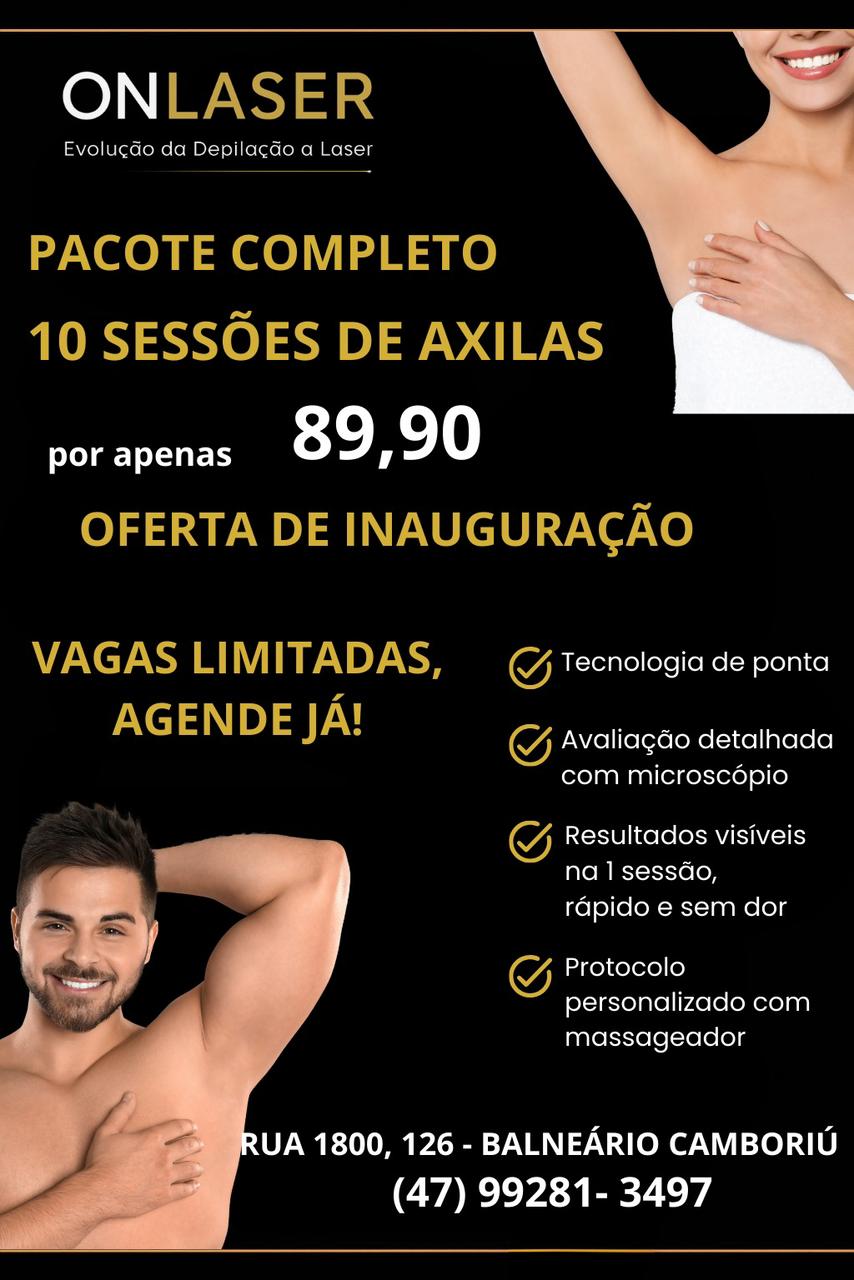 ONLASER
Evolução da Depilação a Laser
PACOTE COMPLETO
10 SESSÕES DE AXILAS
por apenas 89,90
OFERTA DE INAUGURAÇÃO
VAGAS LIMITADAS,
AGENDE JÁ!
Tecnologia de ponta
Avaliação detalhada
com microscópio
Resultados visíveis
na 1 sessão,
rápido e sem dor
Protocolo
personalizado com
massageador
RUA 1800, 126 - BALNEÁRIO CAMBORIÚ
(47) 99281- 3497